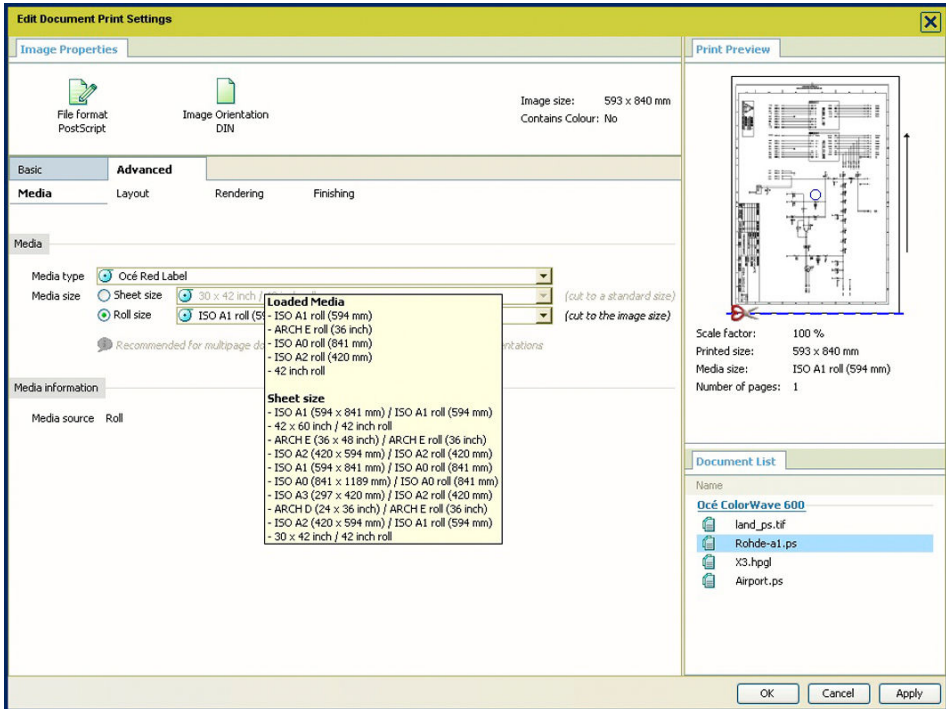 Edit Document Print Settings
Image Properties
File format
PostScript
Image Orientation
DIN
Image size: 593 x 840 mm
Contains Colour: No
Basic
Advanced
Media
Layout
Rendering
Finishing
Media
Media type
Océ Red Label
Media size
Sheet size
30 x 42 inch /
(cut to a standard size)
Roll size
ISO A1 roll (59
(cut to the image size)
Recommended for multipage do
entations
Media information
Media source Roll
Loaded Media
- ISO A1 roll (594 mm)
- ARCH E roll (36 inch)
- ISO A0 roll (841 mm)
- ISO A2 roll (420 mm)
- 42 inch roll
Sheet size
- ISO A1 (594 x 841 mm) / ISO A1 roll (594 mm)
- 42 x 60 inch / 42 inch roll
- ARCH E (36 x 48 inch) / ARCH E roll (36 inch)
- ISO A2 (420 x 594 mm) / ISO A2 roll (420 mm)
- ISO A1 (594 x 841 mm) / ISO A0 roll (841 mm)
- ISO A0 (841 x 1189 mm) / ISO A0 roll (841 mm)
- ISO A3 (297 x 420 mm) / ISO A2 roll (420 mm)
- ARCH D (24 x 36 inch) / ARCH E roll (36 inch)
- ISO A2 (420 x 594 mm) / ISO A1 roll (594 mm)
- 30 x 42 inch / 42 inch roll
Print Preview
Scale factor: 100 %
Printed size: 593 x 840 mm
Media size: ISO A1 roll (594 mm)
Number of pages: 1
Document List
Name
Océ ColorWave 600
land_ps.tif
Rohde-a1.ps
X3.hpgl
Airport.ps
OK
Cancel
Apply